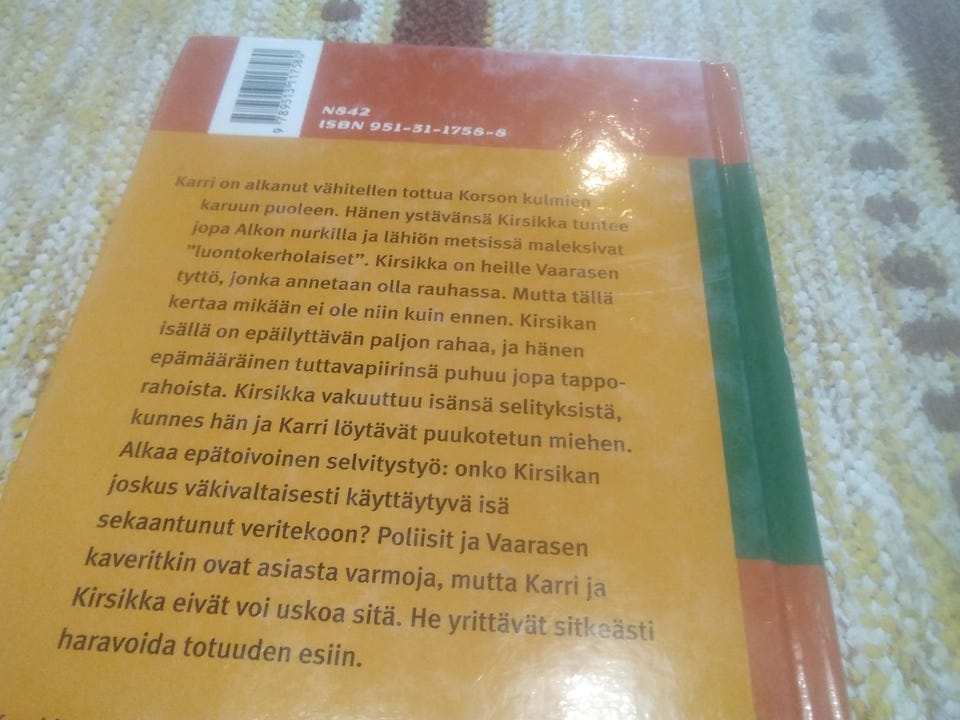 9 789513 117580
N842
ISBN 951-31-1758-8
Karri on alkanut vähitellen tottua Korson kulmien
karuun puoleen. Hänen ystävänsä Kirsikka tuntee
jopa Alkon nurkilla ja lähiön metsissä maleksivat
”luontokerholaiset”. Kirsikka on heille Vaarasen
tyttö, jonka annetaan olla rauhassa. Mutta tällä
kertaa mikään ei ole niin kuin ennen. Kirsikan
isällä on epäilyttävän paljon rahaa, ja hänen
epämääräinen tuttavapiirinsä puhuu jopa tappo-
rahoista. Kirsikka vakuuttuu isänsä selityksistä,
kunnes hän ja Karri löytävät puukotetun miehen.
Alkaa epätoivoinen selvitystyö: onko Kirsikan
joskus väkivaltaisesti käyttäytyvä isä
sekaantunut veritekoon? Poliisit ja Vaarasen
kaveritkin ovat asiasta varmoja, mutta Karri ja
Kirsikka eivät voi uskoa sitä. He yrittävät sitkeästi
haravoida totuuden esiin.